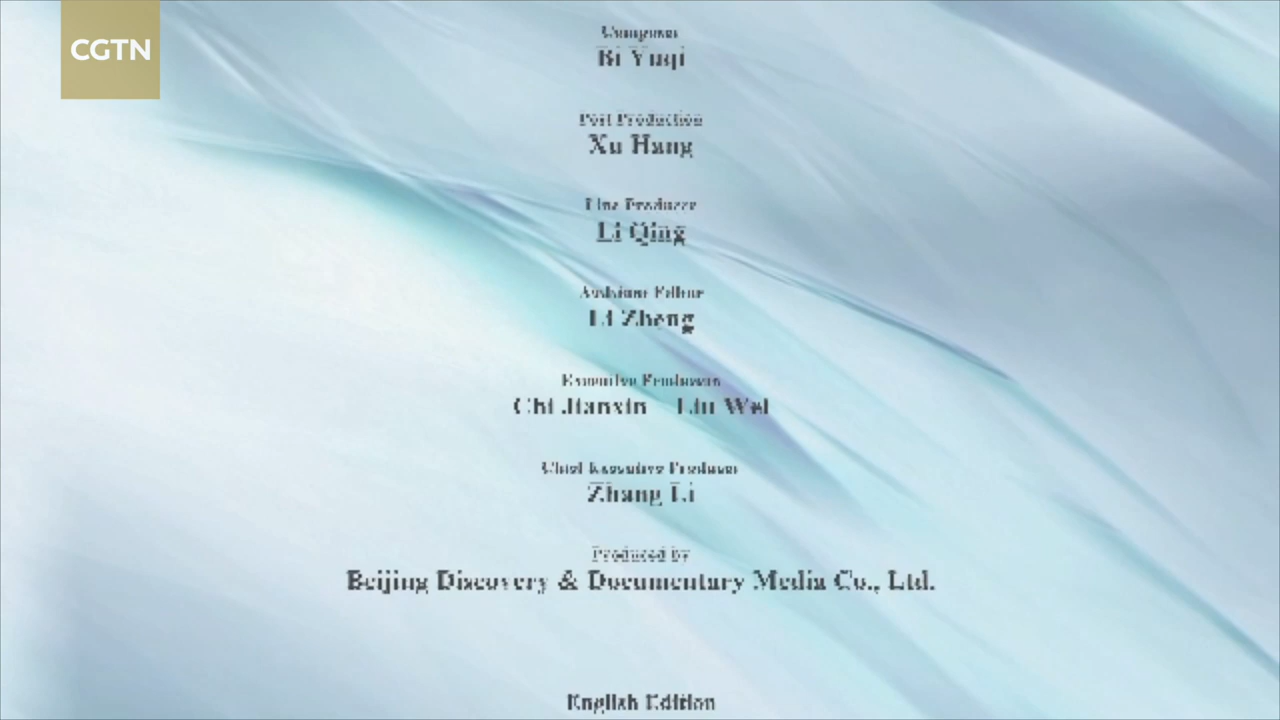 CGTN
Composer
Bi Yuqi
Post Production
Xu Hang
Line Producer
Li Qing
Assistant Editor
Li Zheng
Executive Producers
Chi Jianxin Liu Wei
Chief Executive Producer
Zhang Li
Produced by
Beijing Discovery & Documentary Media Co., Ltd.
English Edition